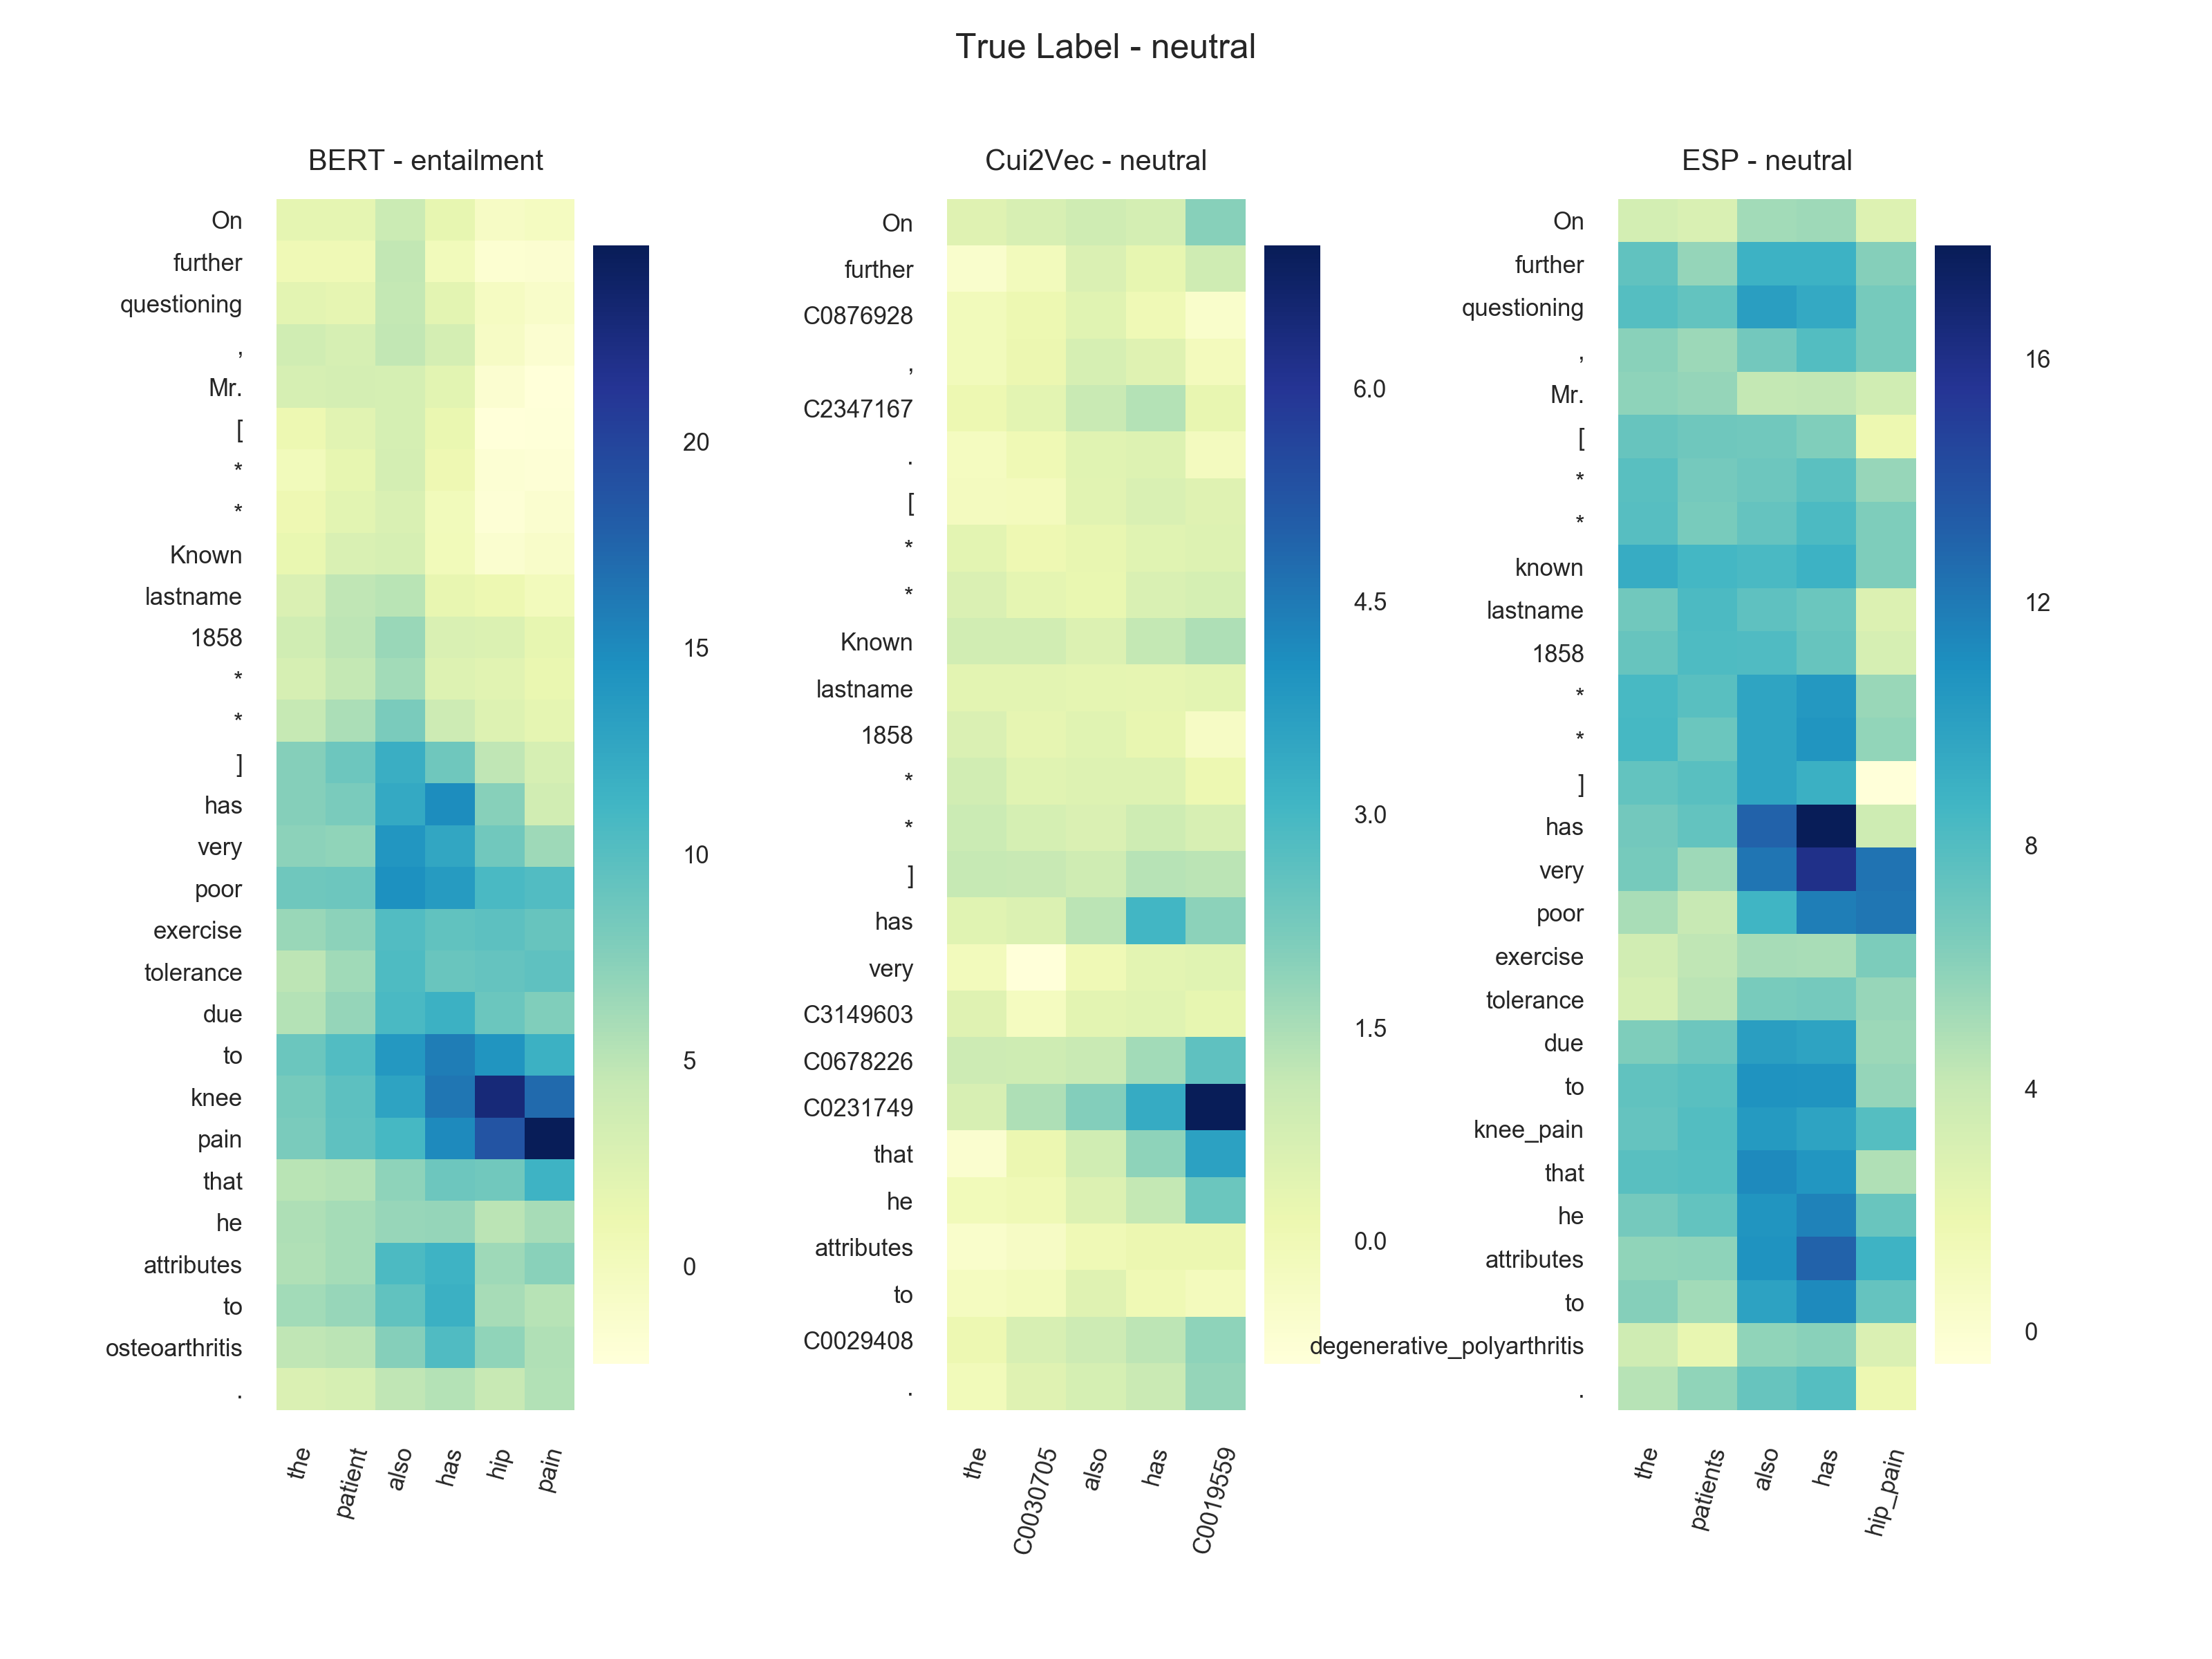 True Label - neutral
BERT - entailment
On
further
questioning
,
Mr.
[
*
*
Known
lastname
1858
*
*
]
has
very
poor
exercise
tolerance
due
to
knee
pain
that
he
attributes
to
osteoarthritis
.
the
patient
also
has
hip
pain
20
15
10
5
0
Cui2Vec - neutral
On
further
C0876928
,
C2347167
.
[
*
*
Known
lastname
1858
*
*
]
has
very
C3149603
C0678226
C0231749
that
he
attributes
to
C0029408
.
the
C0030705
also
has
C0019559
6.0
4.5
3.0
1.5
0.0
ESP - neutral
On
further
questioning
,
Mr.
[
*
*
known
lastname
1858
*
*
]
has
very
poor
exercise
tolerance
due
to
knee_pain
that
he
attributes
to
degenerative_polyarthritis
.
the
patients
also
has
hip_pain
16
12
8
4
0